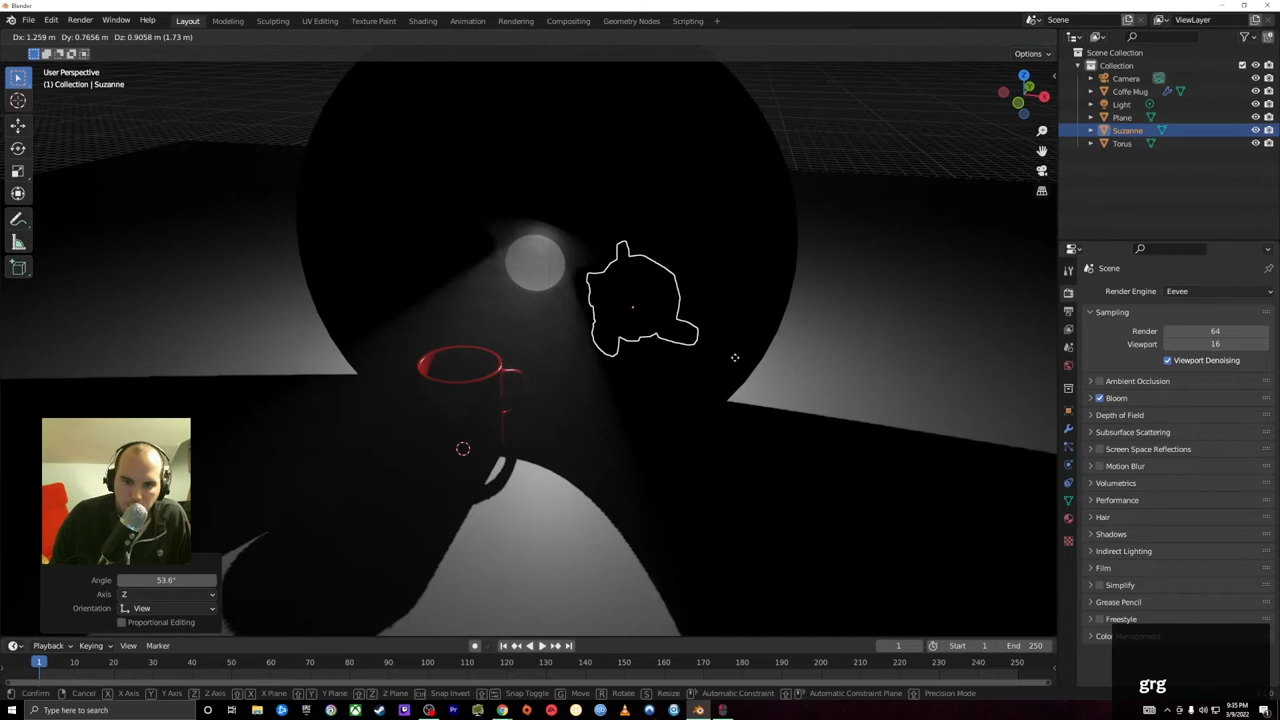 Blender
File Edit Render Window Help
Layout Modeling Sculpting UV Editing Texture Paint Shading Animation Rendering Compositing Geometry Nodes Scripting
Scene
ViewLayer
Dx: 1.259 m Dy: 0.7656 m Dz: 0.9058 m (1.73 m)
Options
User Perspective
(1) Collection | Suzanne
Scene Collection
Collection
Camera
Coffe Mug
Light
Plane
Suzanne
Torus
Scene
Render Engine Eevee
Sampling
Render 64
Viewport 16
Viewport Denoising
Ambient Occlusion
Bloom
Depth of Field
Subsurface Scattering
Screen Space Reflections
Motion Blur
Volumetrics
Performance
Hair
Shadows
Indirect Lighting
Film
Simplify
Grease Pencil
Freestyle
Color Management
Angle 53.6°
Axis Z
Orientation View
Proportional Editing
Playback Keying View Marker
1 Start 1 End 250
1 10 20 30 40 50 60 70 80 90 100 110 120 130 140 150 160 170 180 190 200 210 220 230 240 250
Confirm Cancel X X Axis Y Y Axis Z Z Axis X X Plane Y Y Plane Z Z Plane Snap Invert Snap Toggle G Move R Rotate S Resize Automatic Constraint Automatic Constraint Plane Precision Mode
grg
Type here to search
9:35 PM
3/9/2022